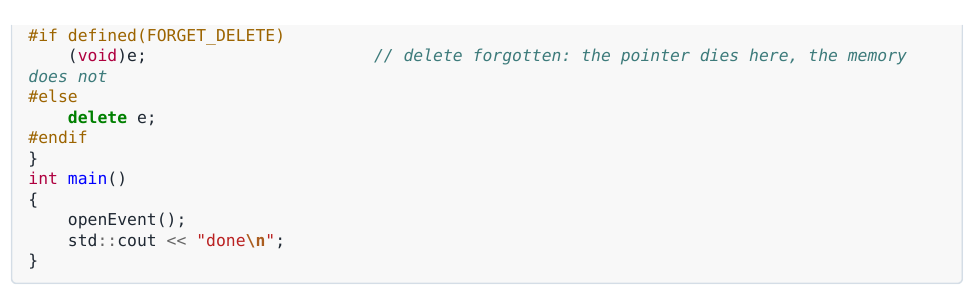 #if defined(FORGET_DELETE)
    (void)e;                       // delete forgotten: the pointer dies here, the memory
does not
#else
    delete e;
#endif
}
int main()
{
    openEvent();
    std::cout << "done\n";
}